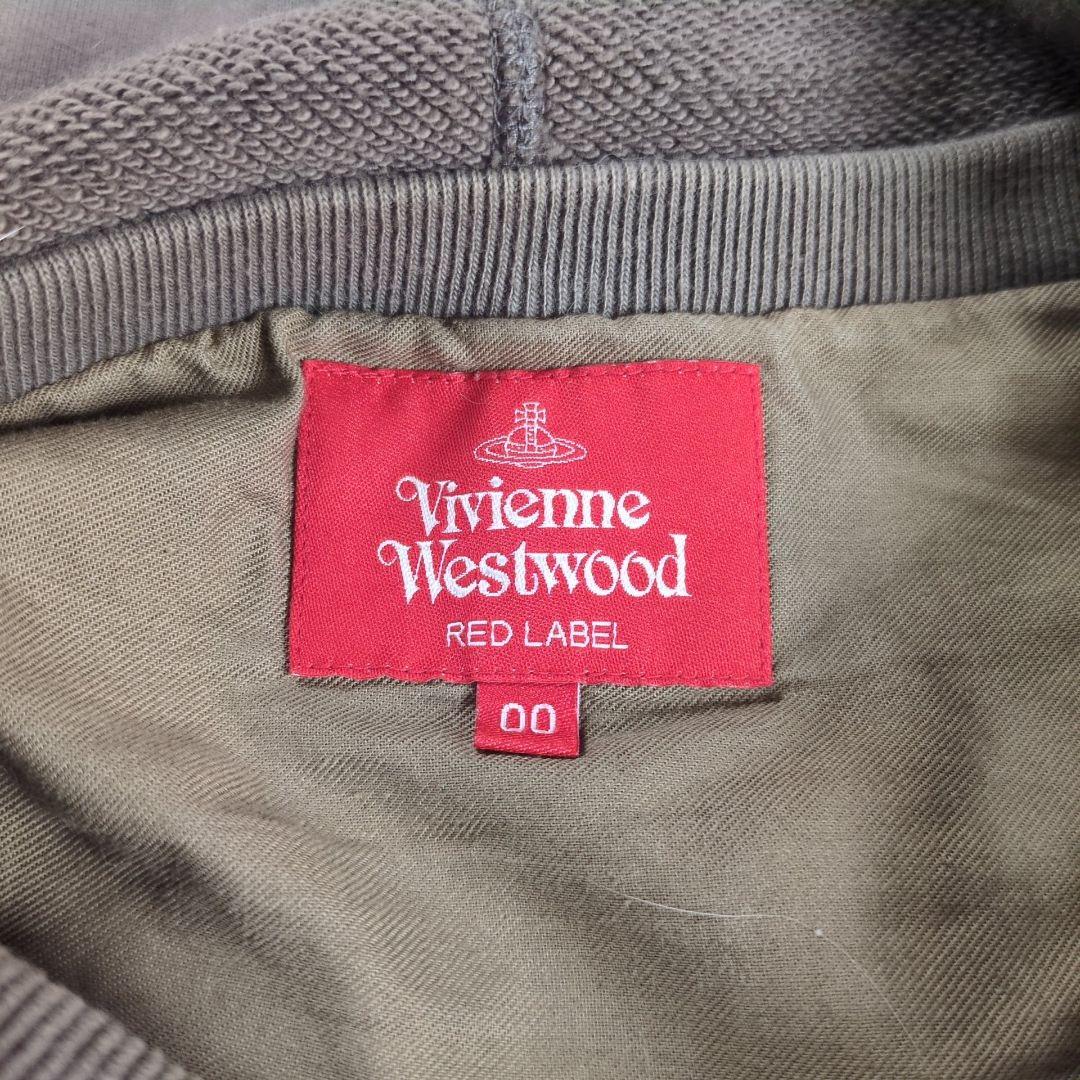 Vivienne
Westwood
RED LABEL
00